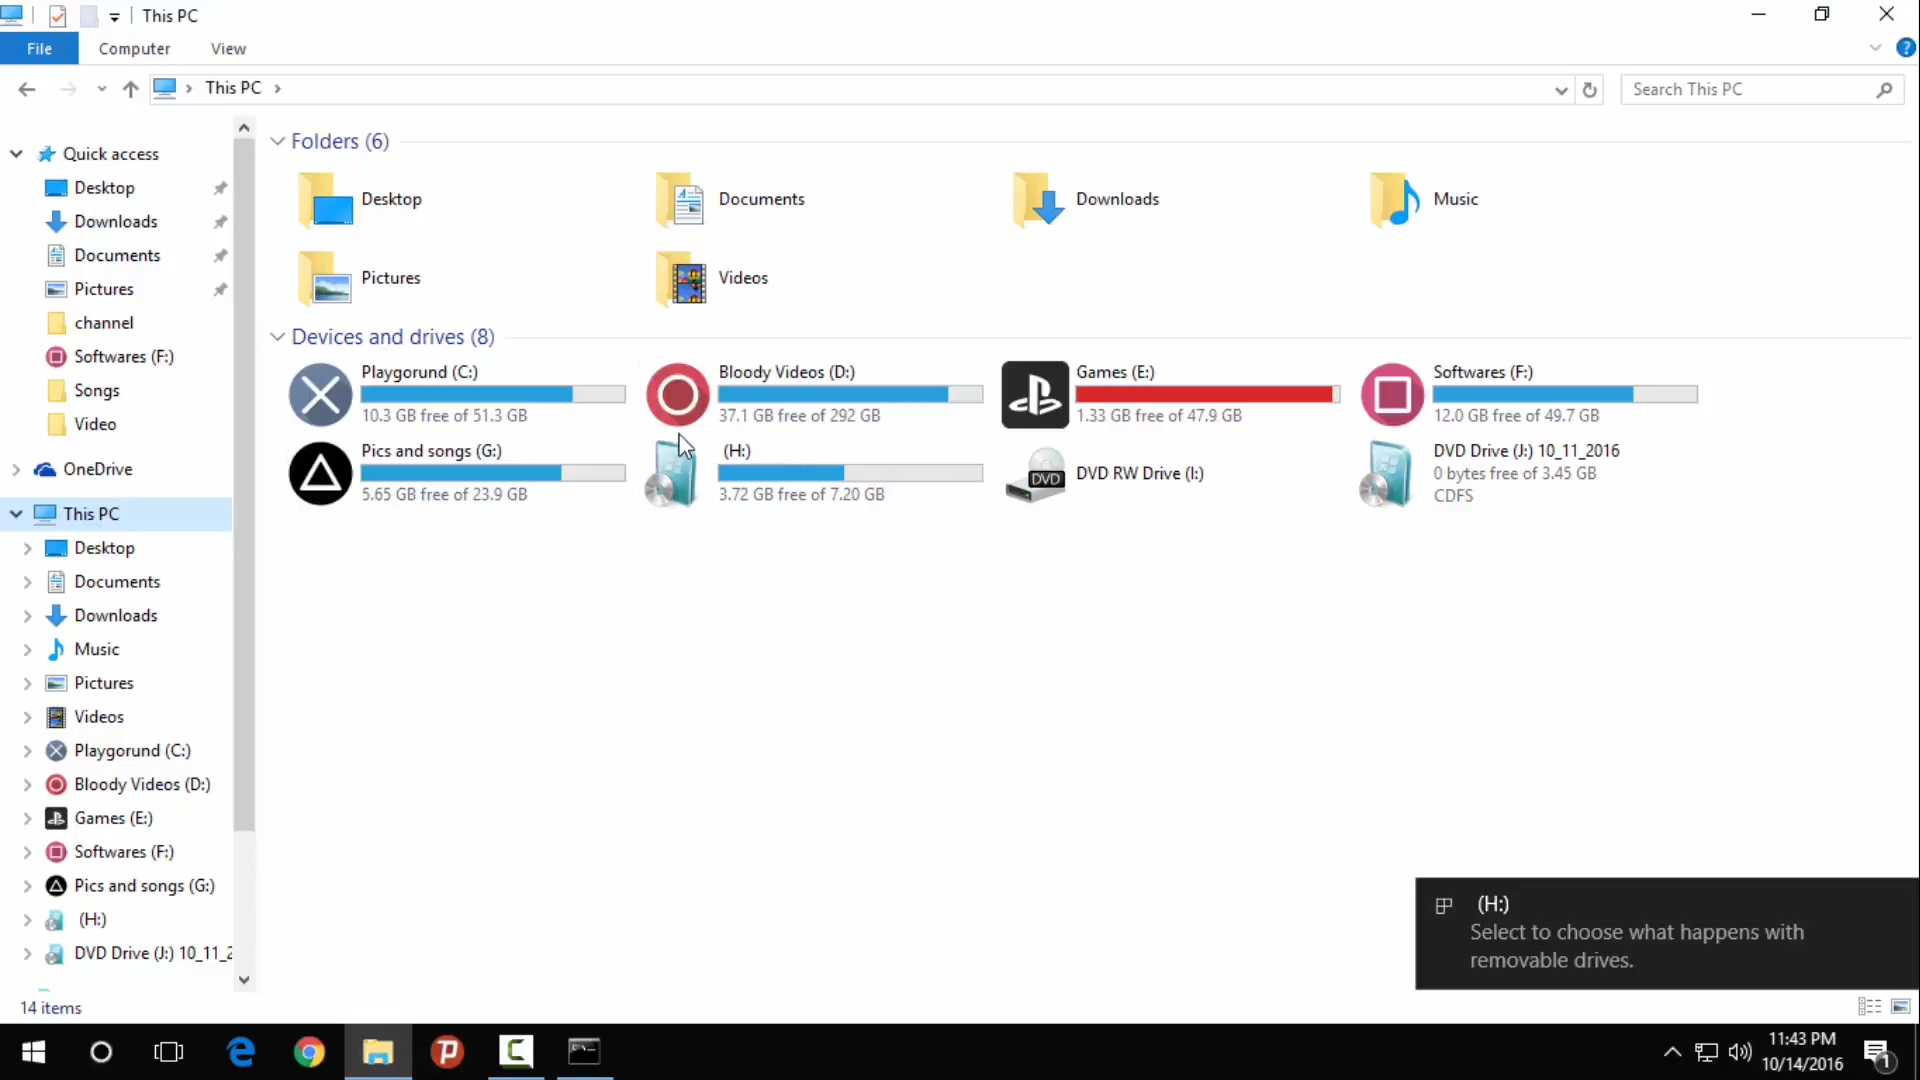 This PC
File
Computer
View
This PC
Search This PC
Quick access
Desktop
Downloads
Documents
Pictures
channel
Softwares (F:)
Songs
Video
OneDrive
This PC
Desktop
Documents
Downloads
Music
Pictures
Videos
Playgorund (C:)
Bloody Videos (D:)
Games (E:)
Softwares (F:)
Pics and songs (G:)
(H:)
DVD Drive (J:) 10_11_2
Folders (6)
Desktop
Documents
Downloads
Music
Pictures
Videos
Devices and drives (8)
Playgorund (C:)
10.3 GB free of 51.3 GB
Bloody Videos (D:)
37.1 GB free of 292 GB
Games (E:)
1.33 GB free of 47.9 GB
Softwares (F:)
12.0 GB free of 49.7 GB
Pics and songs (G:)
5.65 GB free of 23.9 GB
(H:)
3.72 GB free of 7.20 GB
DVD
DVD RW Drive (I:)
DVD Drive (J:) 10_11_2016
0 bytes free of 3.45 GB
CDFS
(H:)
Select to choose what happens with
removable drives.
14 items
11:43 PM
10/14/2016
1